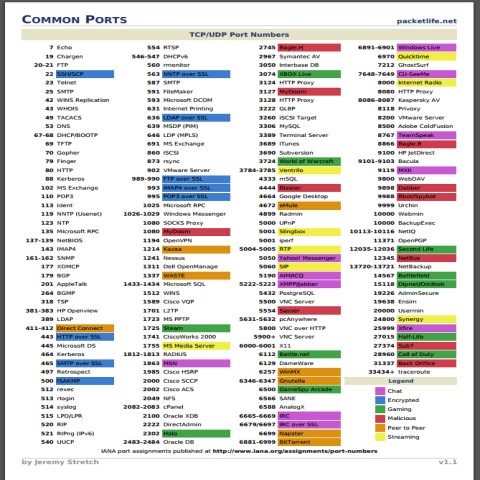 COMMON PORTS
packetlife.net
TCP/UDP Port Numbers
7 Echo
19 Chargen
20-21 FTP
22 SSH/SCP
23 Telnet
25 SMTP
42 WINS Replication
43 WHOIS
49 TACACS
53 DNS
67-68 DHCP/BOOTP
69 TFTP
70 Gopher
79 Finger
80 HTTP
88 Kerberos
102 MS Exchange
110 POP3
113 Ident
119 NNTP (Usenet)
123 NTP
135 Microsoft RPC
137-139 NetBIOS
143 IMAP4
161-162 SNMP
177 XDMCP
179 BGP
201 AppleTalk
264 BGMP
318 TSP
381-383 HP Openview
389 LDAP
411-412 Direct Connect
443 HTTP over SSL
445 Microsoft DS
464 Kerberos
465 SMTP over SSL
497 Retrospect
500 ISAKMP
512 rexec
513 rlogin
514 syslog
515 LPD/LPR
520 RIP
521 RIPng (IPv6)
540 UUCP
554 RTSP
546-547 DHCPv6
560 rmonitor
563 NNTP over SSL
587 SMTP
591 FileMaker
593 Microsoft DCOM
631 Internet Printing
636 LDAP over SSL
639 MSDP (PIM)
646 LDP (MPLS)
691 MS Exchange
860 iSCSI
873 rsync
902 VMware Server
989-990 FTP over SSL
993 IMAP4 over SSL
995 POP3 over SSL
1025 Microsoft RPC
1026-1029 Windows Messenger
1080 SOCKS Proxy
1080 MyDoom
1194 OpenVPN
1214 Kazaa
1241 Nessus
1311 Dell OpenManage
1337 WASTE
1433-1434 Microsoft SQL
1512 WINS
1589 Cisco VQP
1701 L2TP
1723 MS PPTP
1725 Steam
1741 CiscoWorks 2000
1755 MS Media Server
1812-1813 RADIUS
1863 MSN
1985 Cisco HSRP
2000 Cisco SCCP
2002 Cisco ACS
2049 NFS
2082-2083 cPanel
2100 Oracle XDB
2222 DirectAdmin
2302 Halo
2483-2484 Oracle DB
2745 Bagle.H
2967 Symantec AV
3050 Interbase DB
3074 XBOX Live
3124 HTTP Proxy
3127 MyDoom
3128 HTTP Proxy
3222 GLBP
3260 iSCSI Target
3306 MySQL
3389 Terminal Server
3689 iTunes
3690 Subversion
3724 World of Warcraft
3784-3785 Ventrilo
4333 mSQL
4444 Blaster
4664 Google Desktop
4672 eMule
4899 Radmin
5000 UPnP
5001 Slingbox
5001 iperf
5004-5005 RTP
5050 Yahoo! Messenger
5060 SIP
5190 AIM/ICQ
5222-5223 XMPP/Jabber
5432 PostgreSQL
5500 VNC Server
5554 Sasser
5631-5632 pcAnywhere
5800 VNC over HTTP
5900+ VNC Server
6000-6001 X11
6112 Battle.net
6129 DameWare
6257 WinMX
6346-6347 Gnutella
6500 GameSpy Arcade
6566 SANE
6588 AnalogX
6665-6669 IRC
6679/6697 IRC over SSL
6699 Napster
6881-6999 BitTorrent
6891-6901 Windows Live
6970 Quicktime
7212 GhostSurf
7648-7649 CU-SeeMe
8000 Internet Radio
8080 HTTP Proxy
8086-8087 Kaspersky AV
8118 Privoxy
8200 VMware Server
8500 Adobe ColdFusion
8767 TeamSpeak
8866 Bagle.B
9100 HP JetDirect
9101-9103 Bacula
9119 MXit
9800 WebDAV
9898 Dabber
9988 Rbot/Spybot
9999 Urchin
10000 Webmin
10000 BackupExec
10113-10116 NetIQ
11371 OpenPGP
12035-12036 Second Life
12345 NetBus
13720-13721 NetBackup
14567 Battlefield
15118 Dipnet/Oddbob
19226 AdminSecure
19638 Ensim
20000 Usermin
24800 Synergy
25999 Xfire
27015 Half-Life
27374 Sub7
28960 Call of Duty
31337 Back Orifice
33434+ traceroute
Legend
Chat
Encrypted
Gaming
Malicious
Peer to Peer
Streaming
IANA port assignments published at http://www.iana.org/assignments/port-numbers
by Jeremy Stretch
v1.1